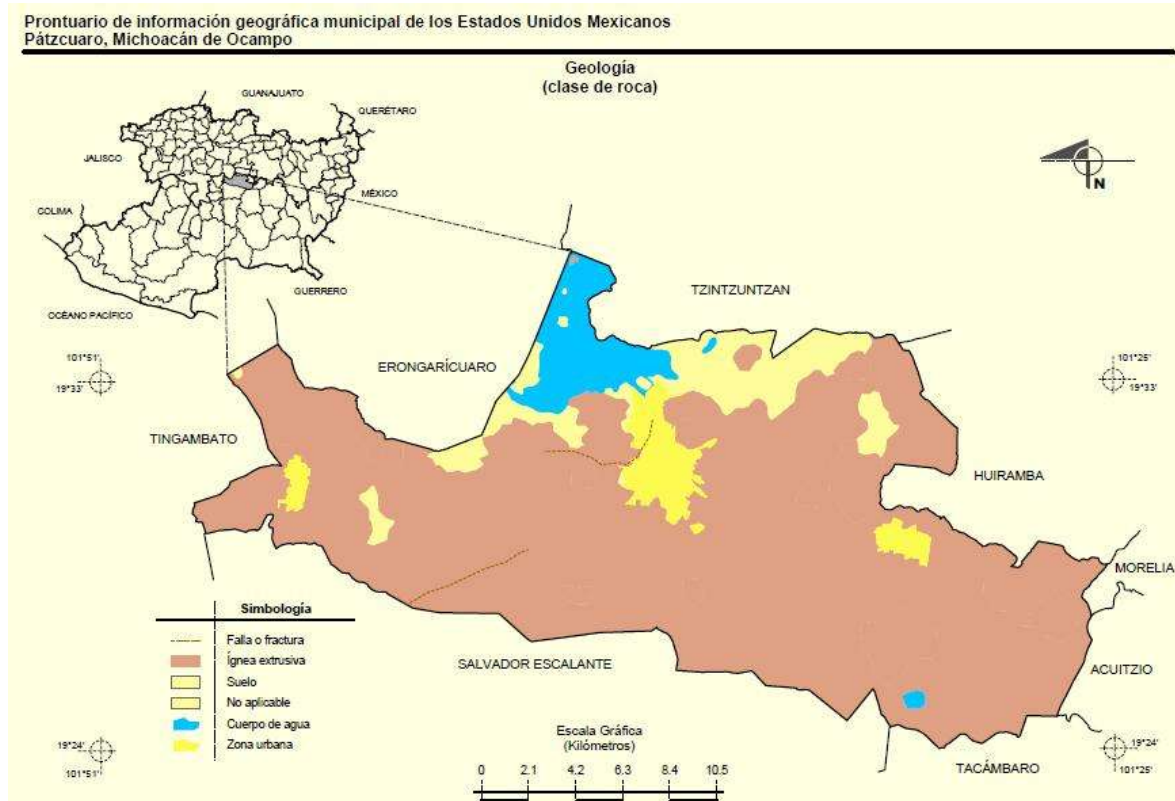 Prontuario de información geográfica municipal de los Estados Unidos Mexicanos
Pátzcuaro, Michoacán de Ocampo
Geología
(clase de roca)
GUANAJUATO
QUERÉTARO
JALISCO
MÉXICO
COLIMA
GUERRERO
OCÉANO PACÍFICO
N
TZINTZUNTZAN
ERONGARÍCUARO
101°51'
19°33'
101°25'
19°33'
TINGAMBATO
HUIRAMBA
MORELIA
ACUITZIO
SALVADOR ESCALANTE
TACÁMBARO
Simbología
Falla o fractura
Ígnea extrusiva
Suelo
No aplicable
Cuerpo de agua
Zona urbana
Escala Gráfica
(Kilómetros)
0 2.1 4.2 6.3 8.4 10.5
19°24'
101°51'
19°24'
101°25'